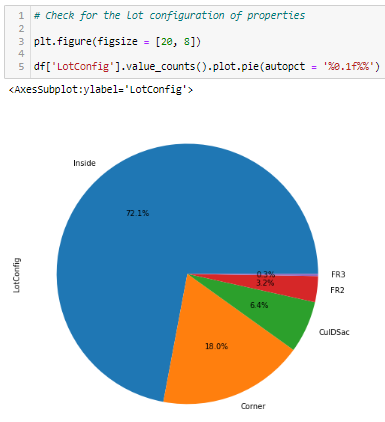 1 # Check for the Lot configuration of properties
2
3 plt.figure(figsize = [20, 8])
4
5 df['LotConfig'].value_counts().plot.pie(autopct = '%0.1f%%')
<AxesSubplot:ylabel='LotConfig'>
Inside
72.1%
LotConfig
0.3%
FR3
3.2%
FR2
6.4%
CulDSac
18.0%
Corner